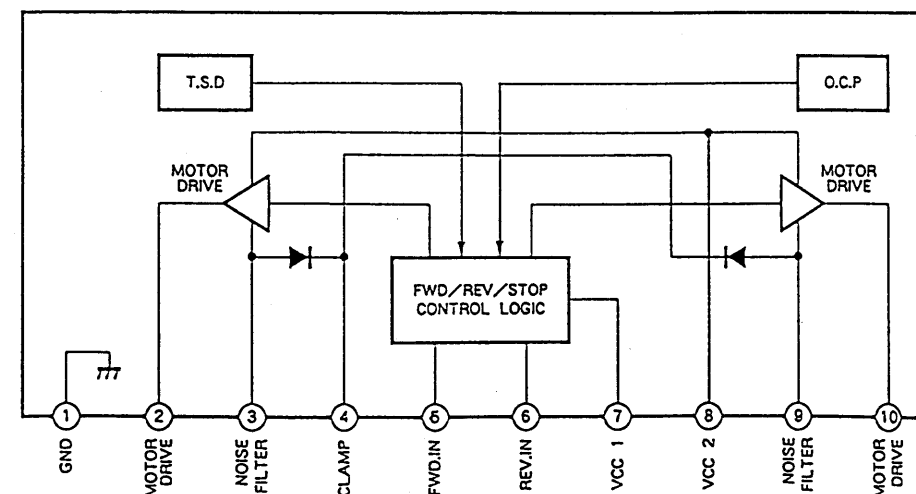 T.S.D
O.C.P
MOTOR
DRIVE
MOTOR
DRIVE
FWD/REV/STOP
CONTROL LOGIC
1
2
3
4
5
6
7
8
9
10
GND
MOTOR
DRIVE
NOISE
FILTER
CLAMP
FWD.IN
REV.IN
VCC 1
VCC 2
NOISE
FILTER
MOTOR
DRIVE